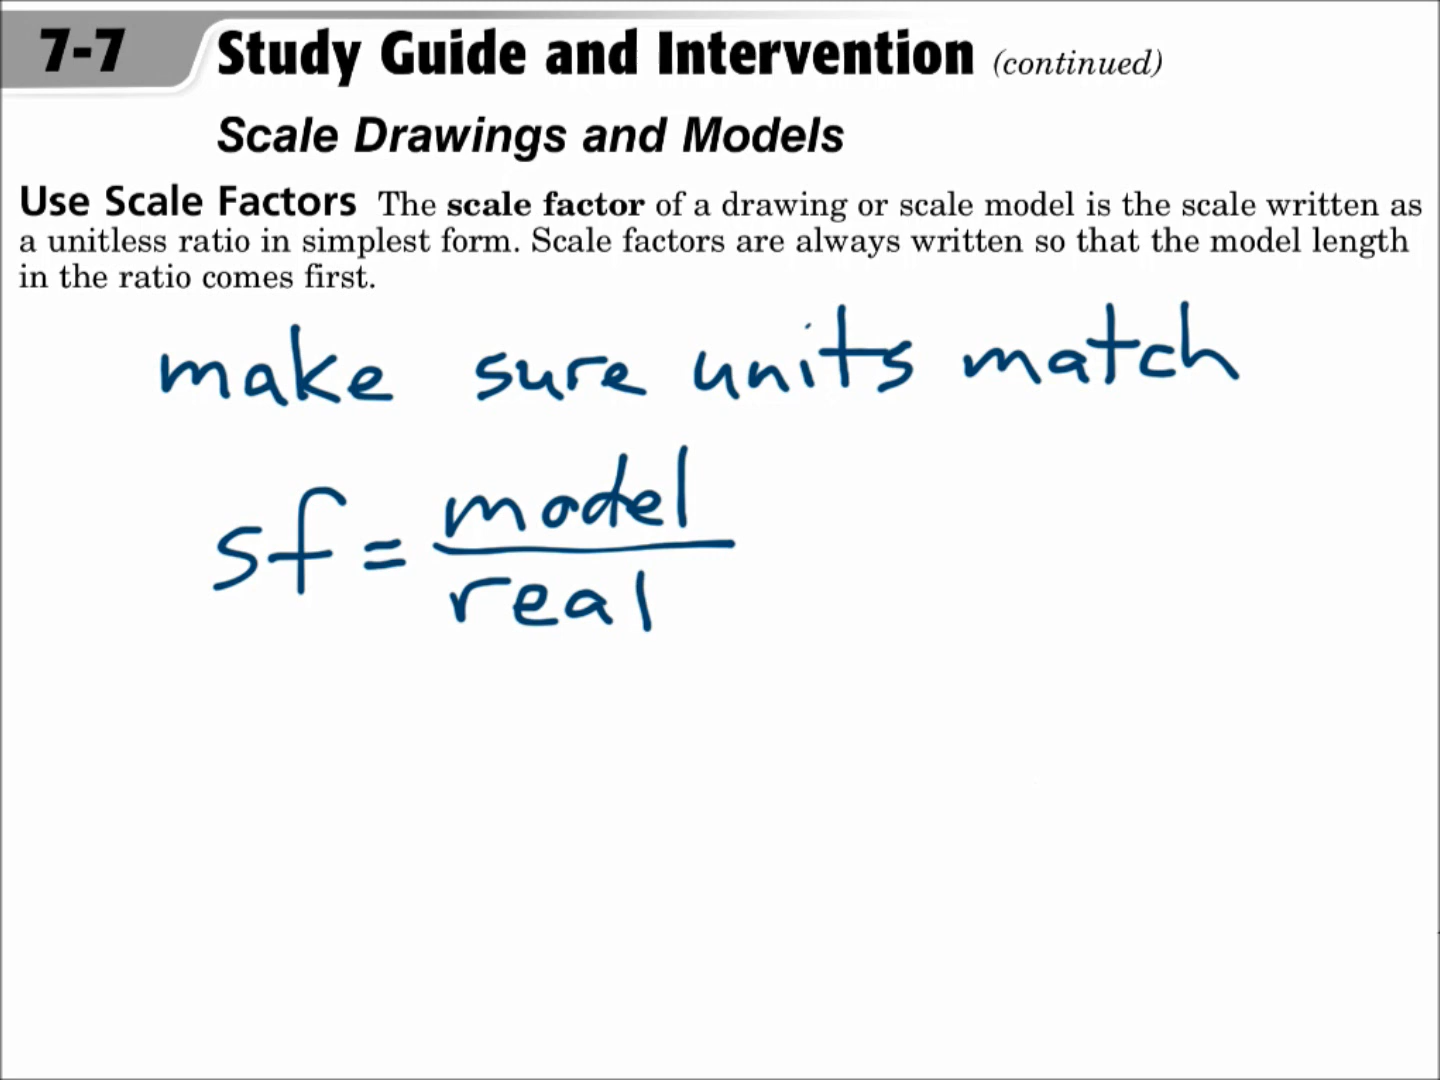 7-7 Study Guide and Intervention (continued)
Scale Drawings and Models
Use Scale Factors The scale factor of a drawing or scale model is the scale written as
a unitless ratio in simplest form. Scale factors are always written so that the model length
in the ratio comes first.
make sure units match
sf = model
real